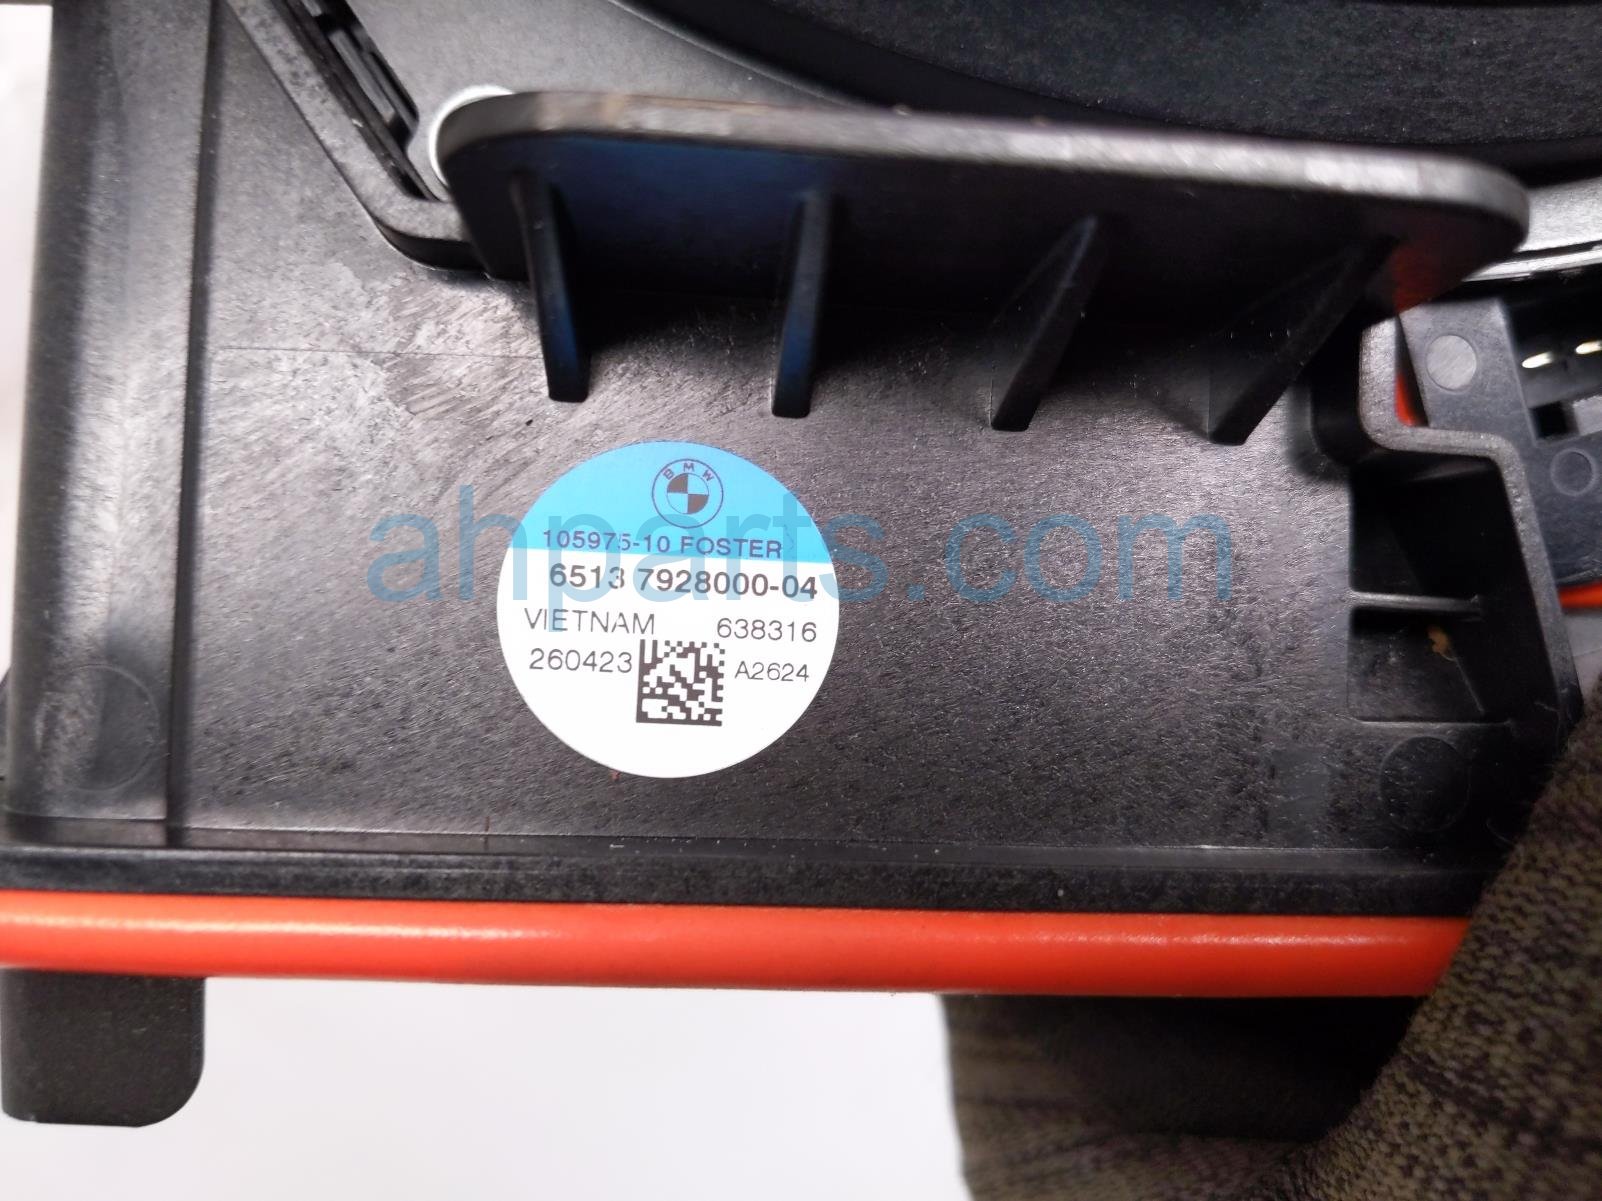 BMW
105975-10 FOSTER
6513 7928000-04
VIETNAM 638316
260423 A2624
ahparts.com